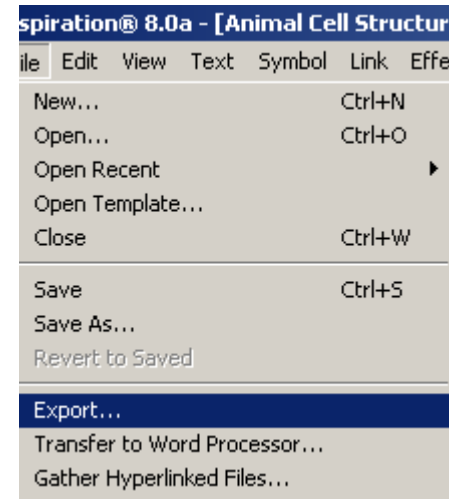 spiration® 8.0a - [Animal Cell Structur
ile Edit View Text Symbol Link Effe
New... Ctrl+N
Open... Ctrl+O
Open Recent
Open Template...
Close Ctrl+W
Save Ctrl+S
Save As...
Revert to Saved
Export...
Transfer to Word Processor...
Gather Hyperlinked Files...